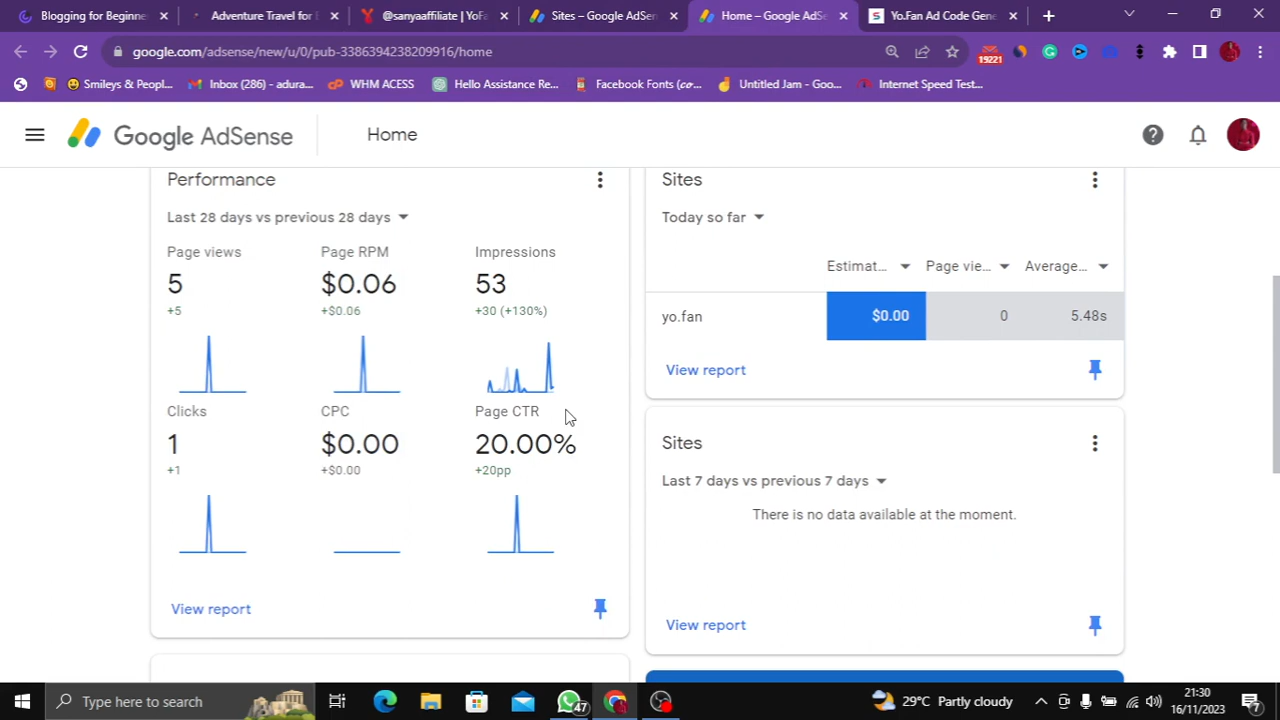 Blogging for Beginner
Adventure Travel for E
@sanyaaffiliate | YoFa
Sites – Google AdSen
Home – Google AdSe
Yo.Fan Ad Code Gene
google.com/adsense/new/u/0/pub-3386394238209916/home
19221
Smileys & Peopl...
Inbox (286) - adura...
WHM ACESS
Hello Assistance Re...
Facebook Fonts (co...
Untitled Jam - Goo...
Internet Speed Test...
Google AdSense
Home
Performance
Last 28 days vs previous 28 days
Page views
Page RPM
Impressions
5
$0.06
53
+5
+$0.06
+30 (+130%)
Clicks
CPC
Page CTR
1
$0.00
20.00%
+1
+$0.00
+20pp
View report
Sites
Today so far
Estimat...
Page vie...
Average...
yo.fan
$0.00
0
5.48s
View report
Sites
Last 7 days vs previous 7 days
There is no data available at the moment.
View report
Type here to search
47
29°C Partly cloudy
21:30
16/11/2023
7